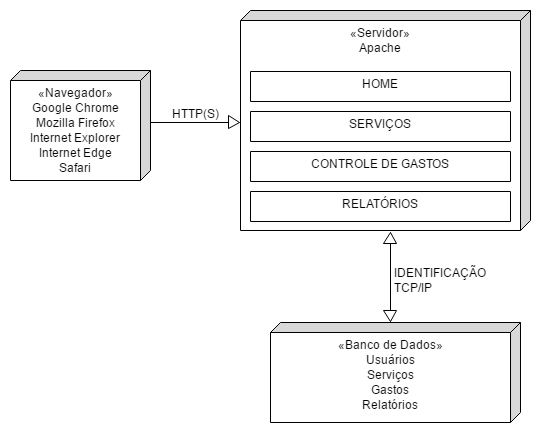 «Servidor»
Apache
HOME
SERVIÇOS
CONTROLE DE GASTOS
RELATÓRIOS
«Navegador»
Google Chrome
Mozilla Firefox
Internet Explorer
Internet Edge
Safari
HTTP(S)
IDENTIFICAÇÃO
TCP/IP
«Banco de Dados»
Usuários
Serviços
Gastos
Relatórios